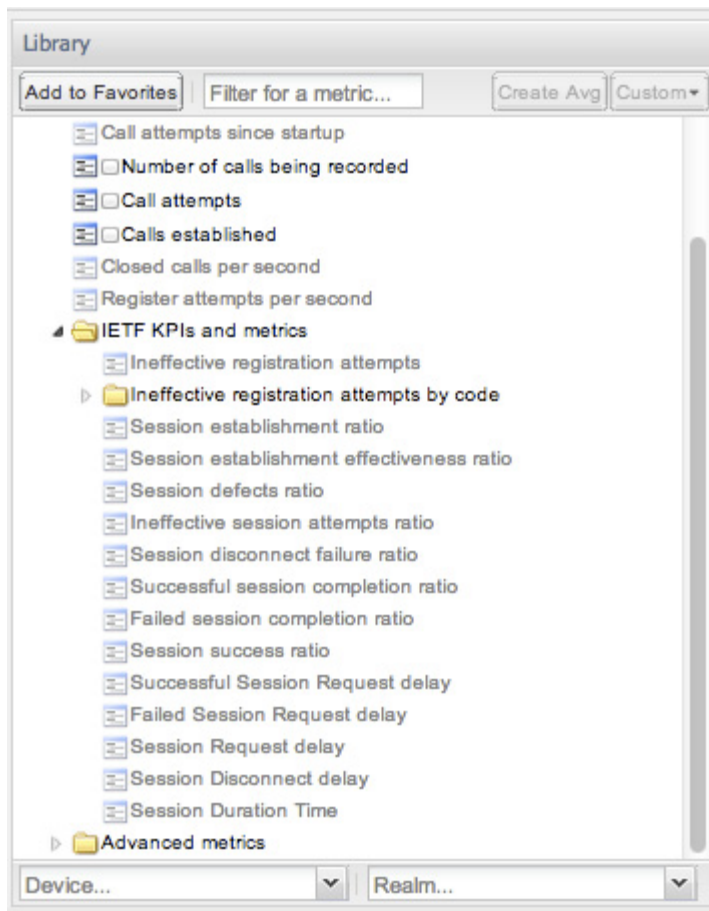 Library
Add to Favorites Filter for a metric... Create Avg Custom
Call attempts since startup
Number of calls being recorded
Call attempts
Calls established
Closed calls per second
Register attempts per second
IETF KPIs and metrics
Ineffective registration attempts
Ineffective registration attempts by code
Session establishment ratio
Session establishment effectiveness ratio
Session defects ratio
Ineffective session attempts ratio
Session disconnect failure ratio
Successful session completion ratio
Failed session completion ratio
Session success ratio
Successful Session Request delay
Failed Session Request delay
Session Request delay
Session Disconnect delay
Session Duration Time
Advanced metrics
Device... Realm...